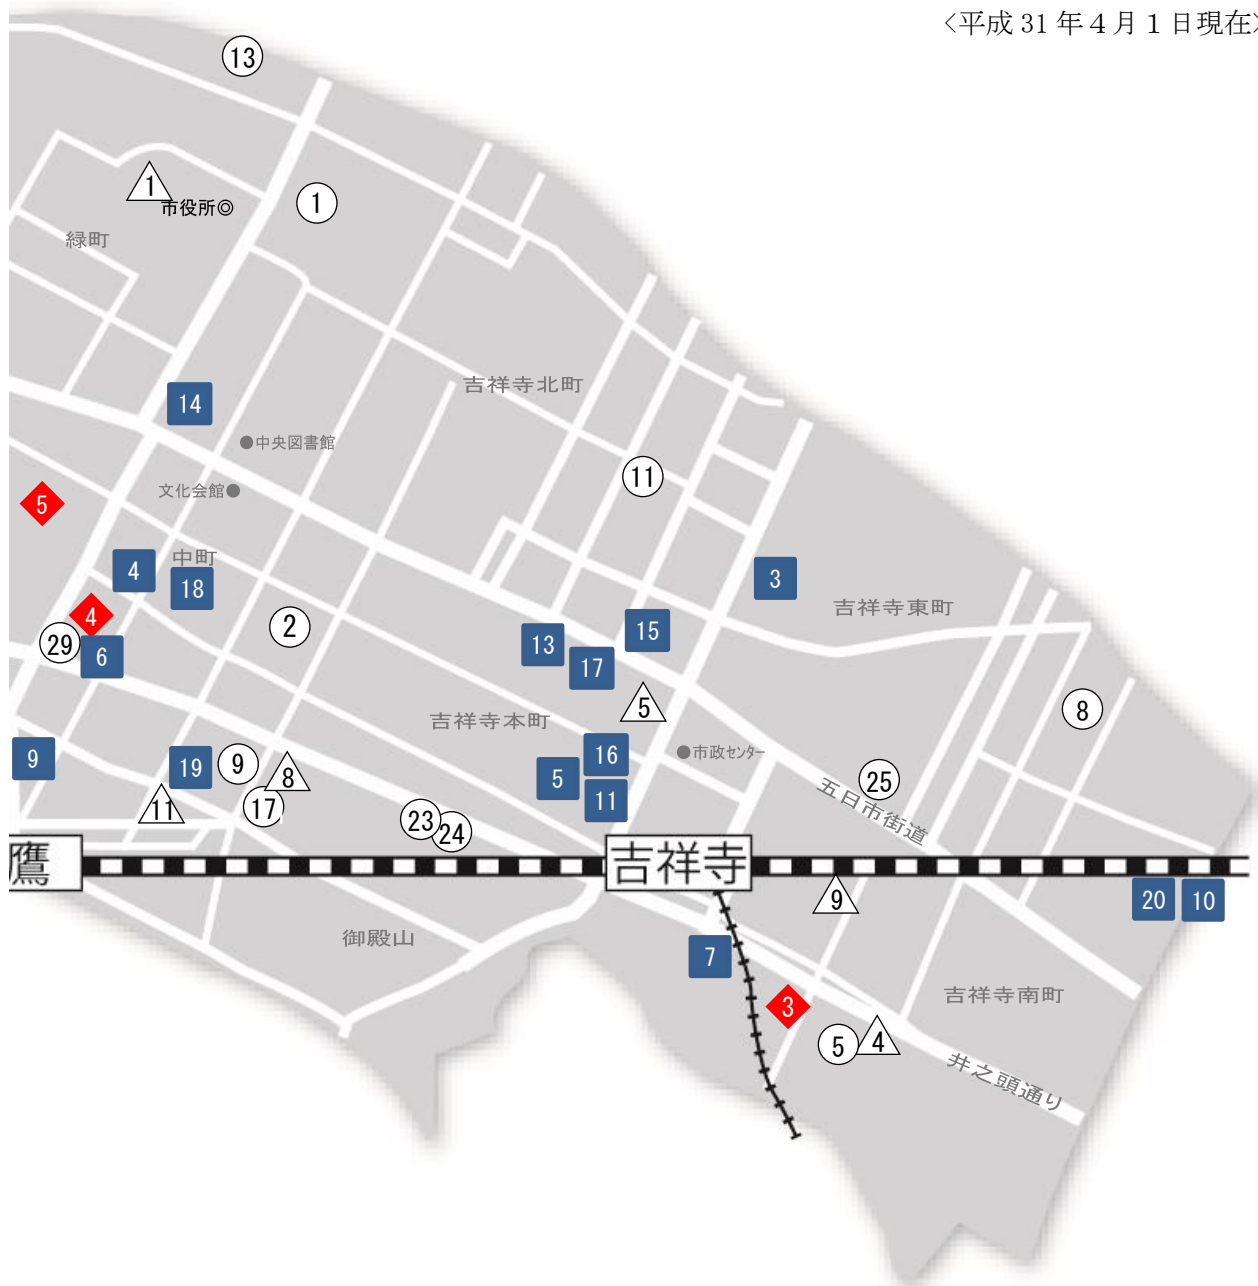 <平成 31 年４月１日現在>
13
1
市役所◎
1
緑町
吉祥寺北町
14
●中央図書館
文化会館●
11
5
4
中町
18
3
吉祥寺東町
4
2
29
6
13
15
17
5
8
吉祥寺本町
9
19
9
8
16
●市政センター
5
25
11
17
11
23
24
五日市街道
鷹
吉祥寺
9
20
10
御殿山
7
3
吉祥寺南町
5
4
井之頭通り